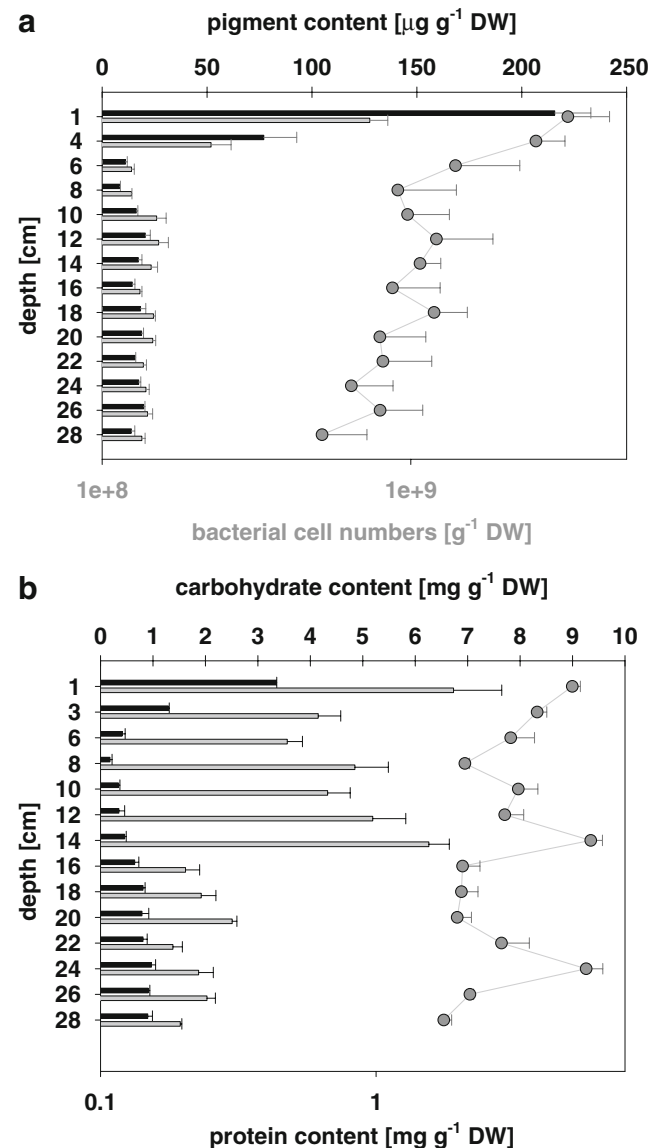 a
pigment content [μg g⁻¹ DW]
0 50 100 150 200 250
depth [cm]
1
4
6
8
10
12
14
16
18
20
22
24
26
28
1e+8 1e+9
bacterial cell numbers [g⁻¹ DW]
b
carbohydrate content [mg g⁻¹ DW]
0 1 2 3 4 5 6 7 8 9 10
depth [cm]
1
3
6
8
10
12
14
16
18
20
22
24
26
28
0.1 1
protein content [mg g⁻¹ DW]